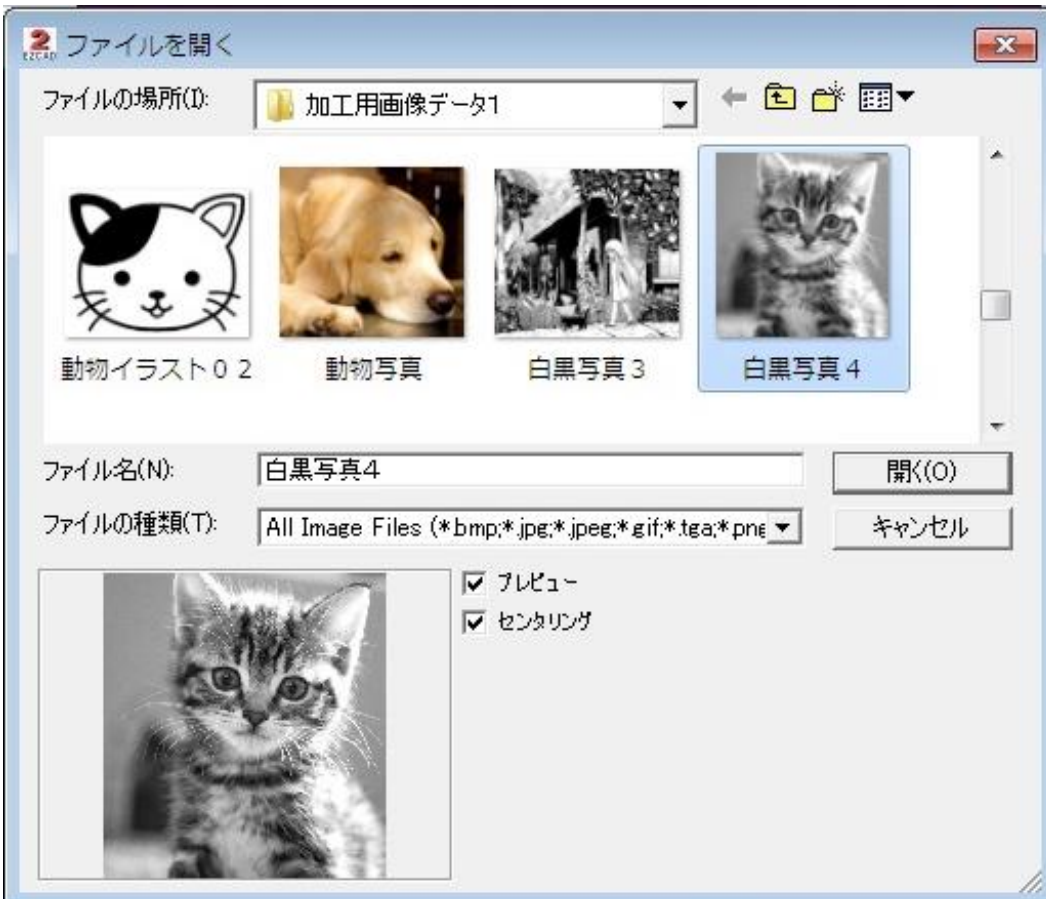 2
EZCAD
ファイルを開く
ファイルの場所(I):
加工用画像データ1
動物イラスト０２
動物写真
白黒写真３
白黒写真４
ファイル名(N):
白黒写真4
開く(O)
ファイルの種類(T):
All Image Files (*.bmp;*.jpg;*.jpeg;*.gif;*.tga;*.png
キャンセル
プレビュー
センタリング